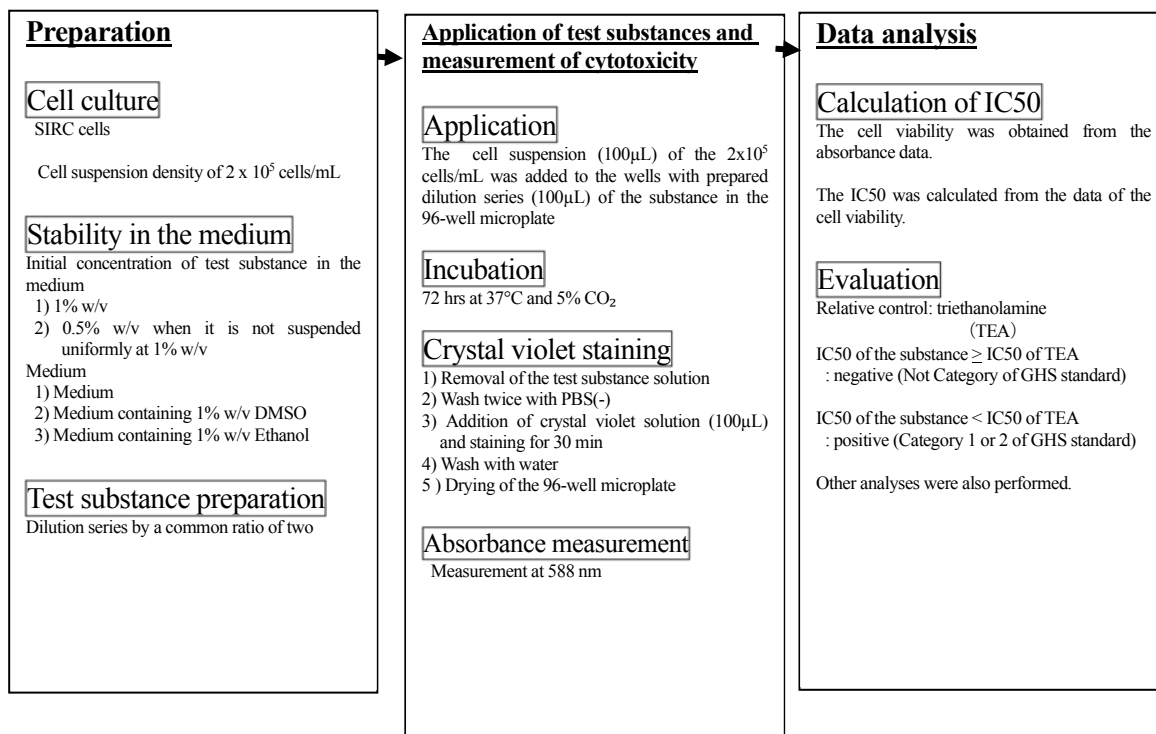 Preparation
Cell culture
SIRC cells
Cell suspension density of 2 x 10⁵ cells/mL
Stability in the medium
Initial concentration of test substance in the
medium
1) 1% w/v
2) 0.5% w/v when it is not suspended
uniformly at 1% w/v
Medium
1) Medium
2) Medium containing 1% w/v DMSO
3) Medium containing 1% w/v Ethanol
Test substance preparation
Dilution series by a common ratio of two
Application of test substances and
measurement of cytotoxicity
Application
The cell suspension (100μL) of the 2x10⁵
cells/mL was added to the wells with prepared
dilution series (100μL) of the substance in the
96-well microplate
Incubation
72 hrs at 37°C and 5% CO₂
Crystal violet staining
1) Removal of the test substance solution
2) Wash twice with PBS(-)
3) Addition of crystal violet solution (100μL)
and staining for 30 min
4) Wash with water
5 ) Drying of the 96-well microplate
Absorbance measurement
Measurement at 588 nm
Data analysis
Calculation of IC50
The cell viability was obtained from the
absorbance data.
The IC50 was calculated from the data of the
cell viability.
Evaluation
Relative control: triethanolamine
(TEA)
IC50 of the substance ≥ IC50 of TEA
: negative (Not Category of GHS standard)
IC50 of the substance < IC50 of TEA
: positive (Category 1 or 2 of GHS standard)
Other analyses were also performed.